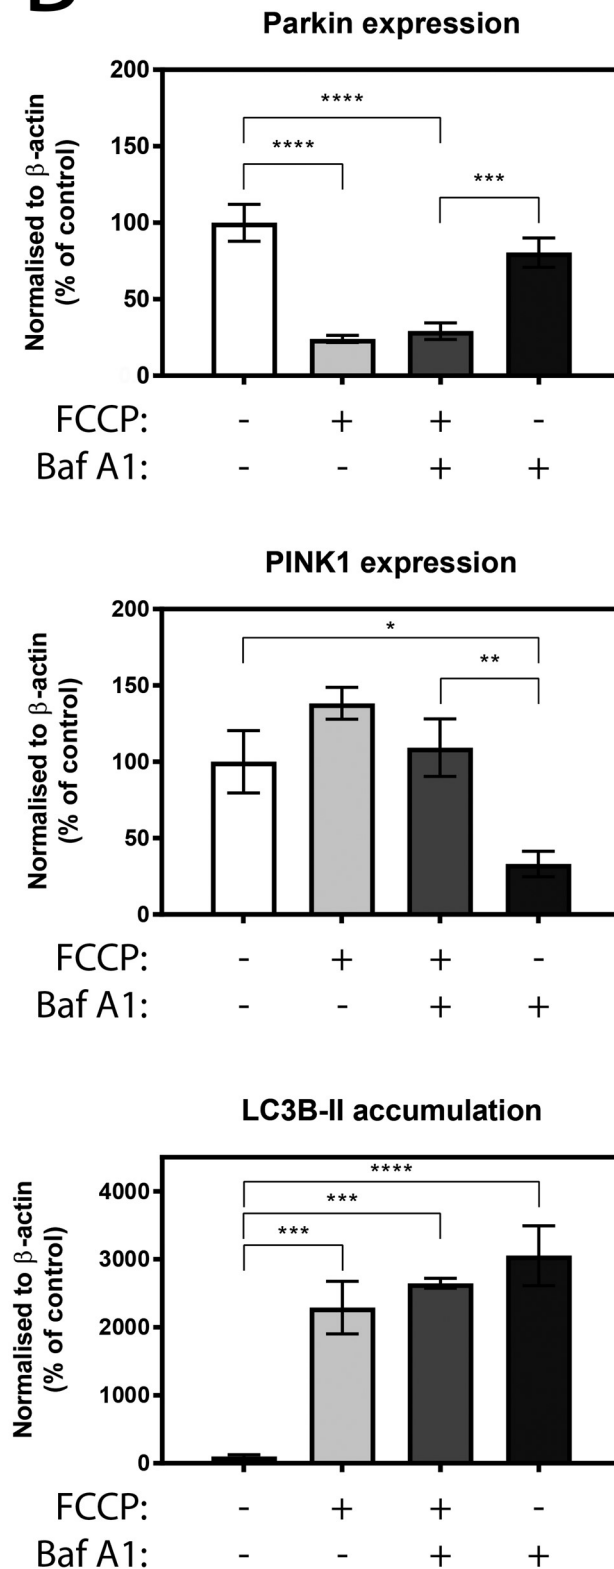 D
Parkin expression
Normalised to β-actin
(% of control)
200
150
100
50
0
****
****
***
FCCP: - + + -
Baf A1: - - + +
PINK1 expression
Normalised to β-actin
(% of control)
200
150
100
50
0
*
**
FCCP: - + + -
Baf A1: - - + +
LC3B-II accumulation
Normalised to β-actin
(% of control)
4000
3000
2000
1000
0
****
***
***
FCCP: - + + -
Baf A1: - - + +